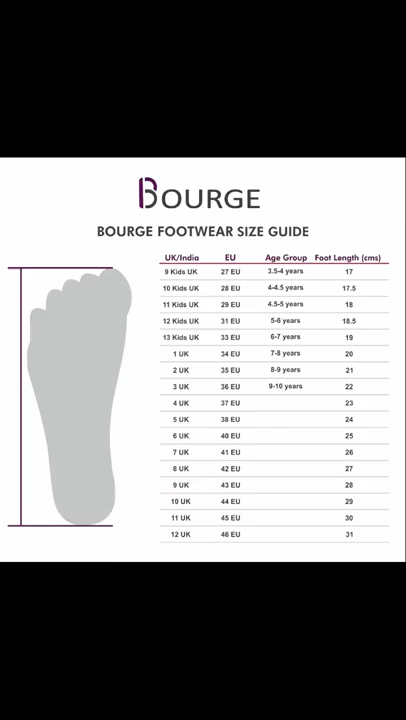 BOURGE
BOURGE FOOTWEAR SIZE GUIDE
UK/India EU Age Group Foot Length (cms)
9 Kids UK 27 EU 3.5-4 years 17
10 Kids UK 28 EU 4-4.5 years 17.5
11 Kids UK 29 EU 4.5-5 years 18
12 Kids UK 31 EU 5-6 years 18.5
13 Kids UK 33 EU 6-7 years 19
1 UK 34 EU 7-8 years 20
2 UK 35 EU 8-9 years 21
3 UK 36 EU 9-10 years 22
4 UK 37 EU 23
5 UK 38 EU 24
6 UK 40 EU 25
7 UK 41 EU 26
8 UK 42 EU 27
9 UK 43 EU 28
10 UK 44 EU 29
11 UK 45 EU 30
12 UK 46 EU 31